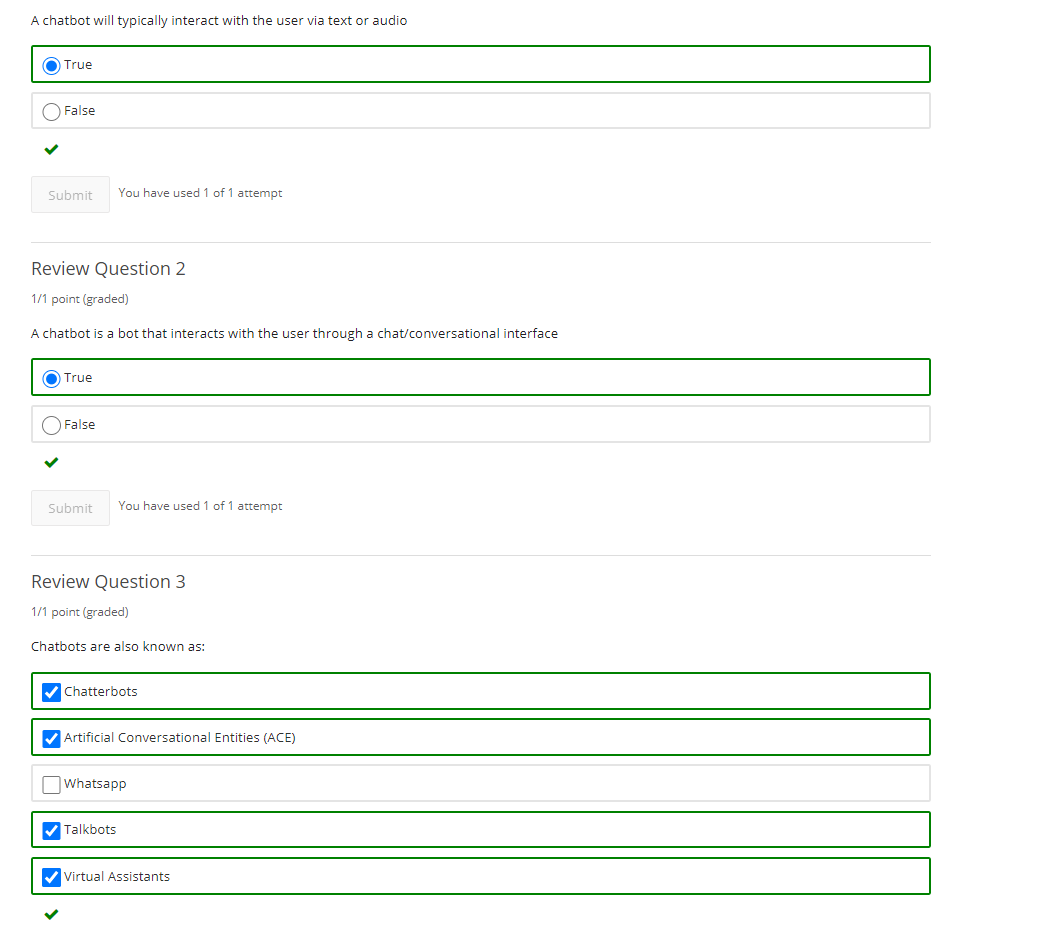 A chatbot will typically interact with the user via text or audio
True
False
Submit You have used 1 of 1 attempt
Review Question 2
1/1 point (graded)
A chatbot is a bot that interacts with the user through a chat/conversational interface
True
False
Submit You have used 1 of 1 attempt
Review Question 3
1/1 point (graded)
Chatbots are also known as:
Chatterbots
Artificial Conversational Entities (ACE)
Whatsapp
Talkbots
Virtual Assistants